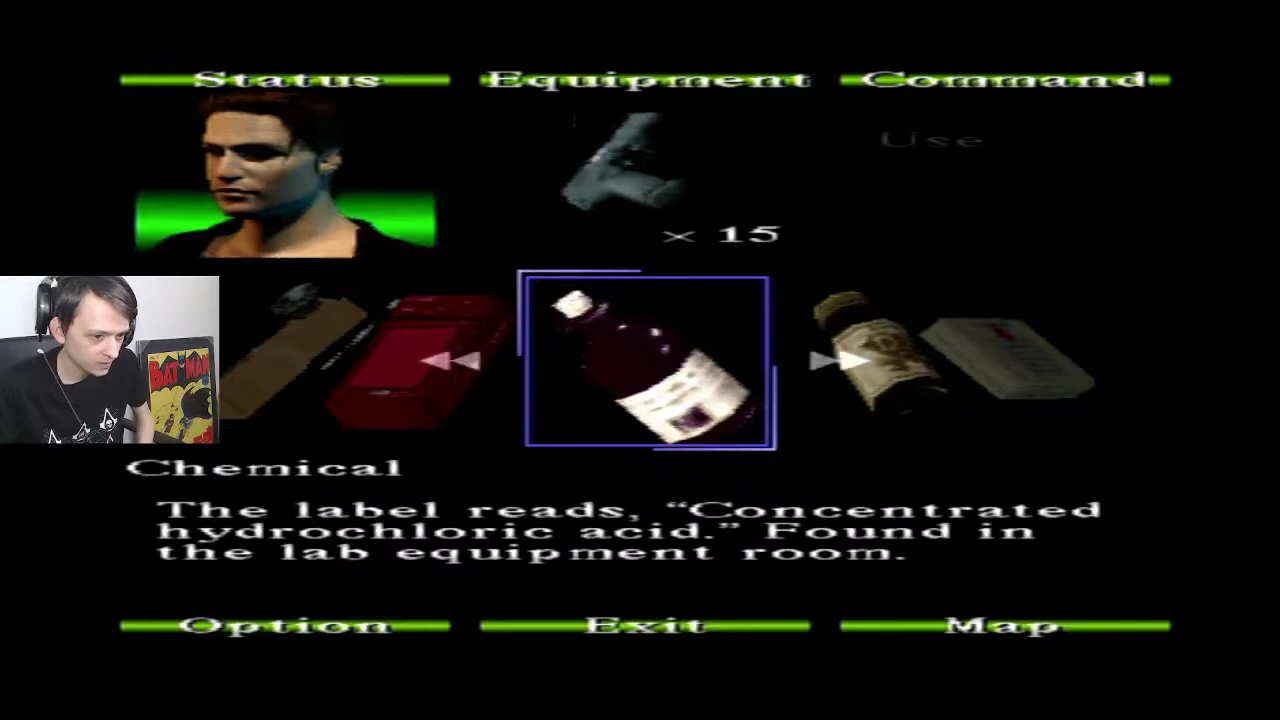 Status Equipment Command
Use
× 15
BATMAN
Chemical
The label reads, “Concentrated
hydrochloric acid.” Found in
the lab equipment room.
Option Exit Map